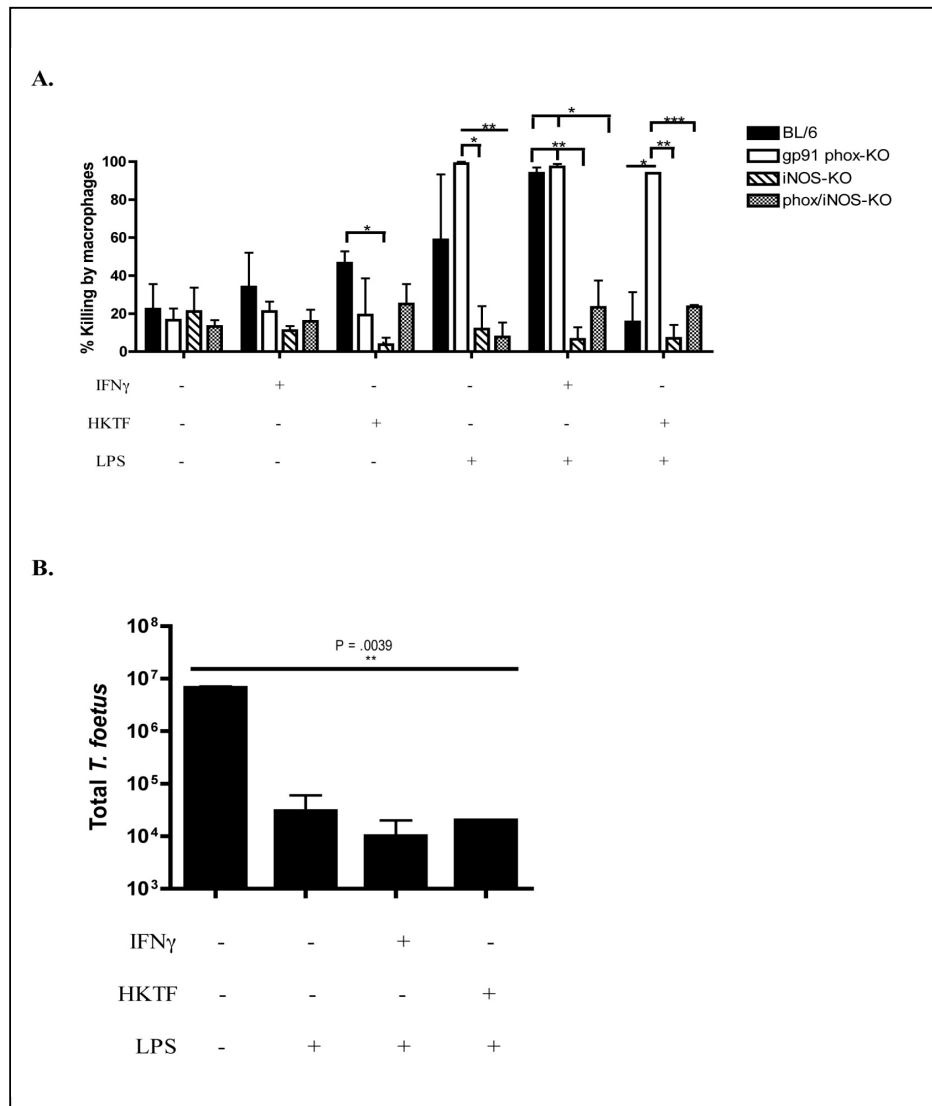 A.
** * * ** * * ** ***
BL/6
gp91 phox-KO
iNOS-KO
phox/iNOS-KO
% Killing by macrophages
100
80
60
40
20
0
IFNγ - + - - + -
HKTF - - + - - +
LPS - - - + + +
B.
Total T. foetus
10⁸
10⁷
10⁶
10⁵
10⁴
10³
P = .0039
**
IFNγ - - + -
HKTF - - - +
LPS - + + +